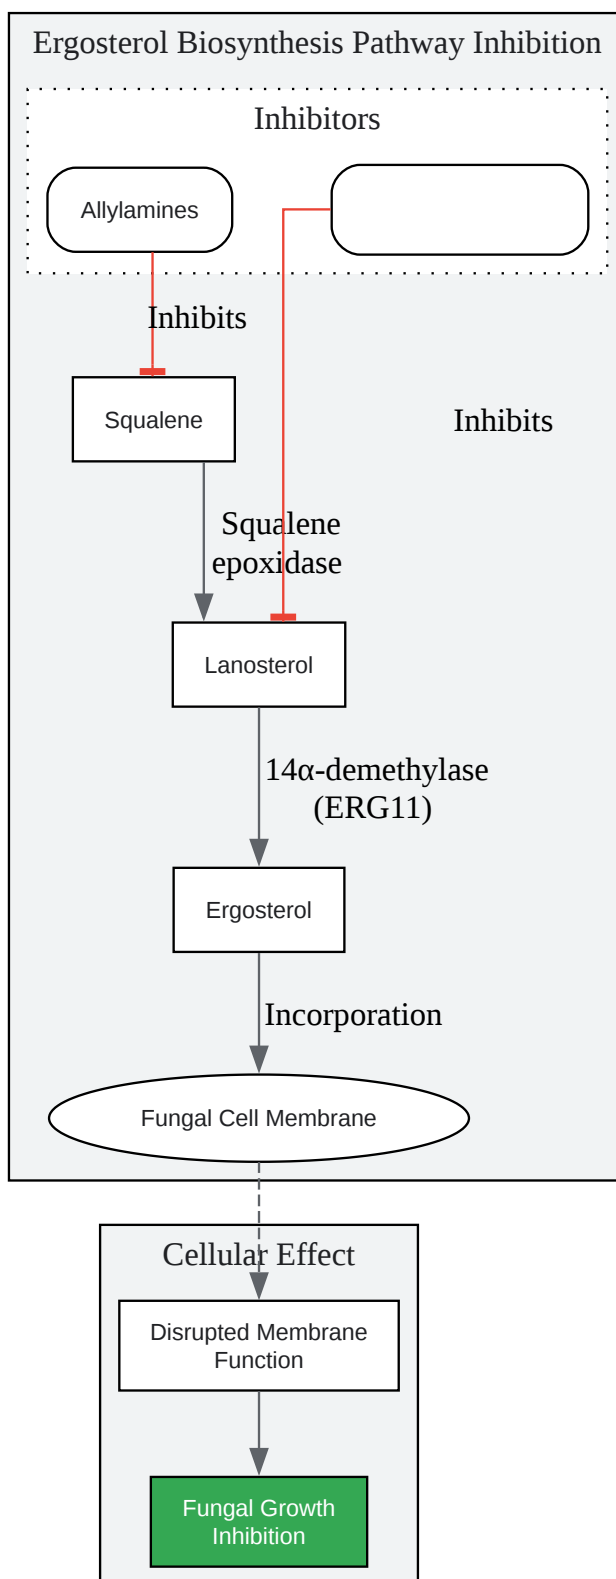 Ergosterol Biosynthesis Pathway Inhibition
Inhibitors
Allylamines
Inhibits
Squalene
Inhibits
Squalene
epoxidase
Lanosterol
14α-demethylase
(ERG11)
Ergosterol
Incorporation
Fungal Cell Membrane
Cellular Effect
Disrupted Membrane
Function
Fungal Growth
Inhibition